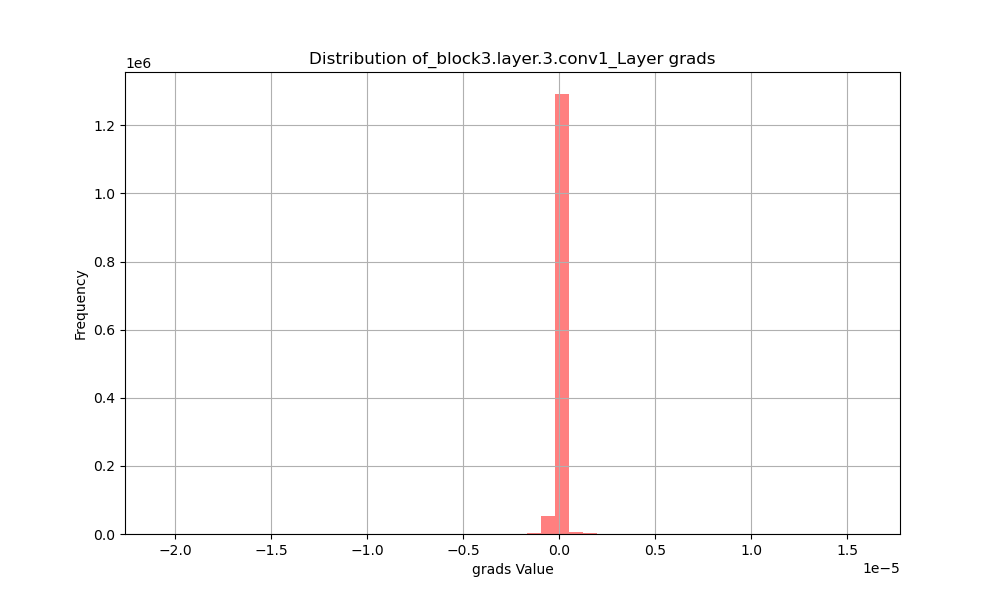 Distribution of_block3.layer.3.conv1_Layer grads
1e6
1.2
1.0
0.8
0.6
0.4
0.2
0.0
Frequency
−2.0 −1.5 −1.0 −0.5 0.0 0.5 1.0 1.5
1e−5
grads Value